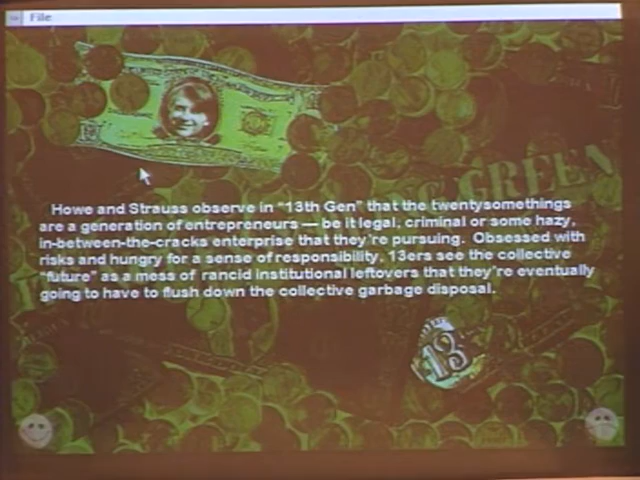 File
GREEN
Howe and Strauss observe in "13th Gen" that the twentysomethings
are a generation of entrepreneurs — be it legal, criminal or some hazy,
in-between-the-cracks enterprise that they're pursuing. Obsessed with
risks and hungry for a sense of responsibility, 13ers see the collective
"future" as a mess of rancid institutional leftovers that they're eventually
going to have to flush down the collective garbage disposal.
13